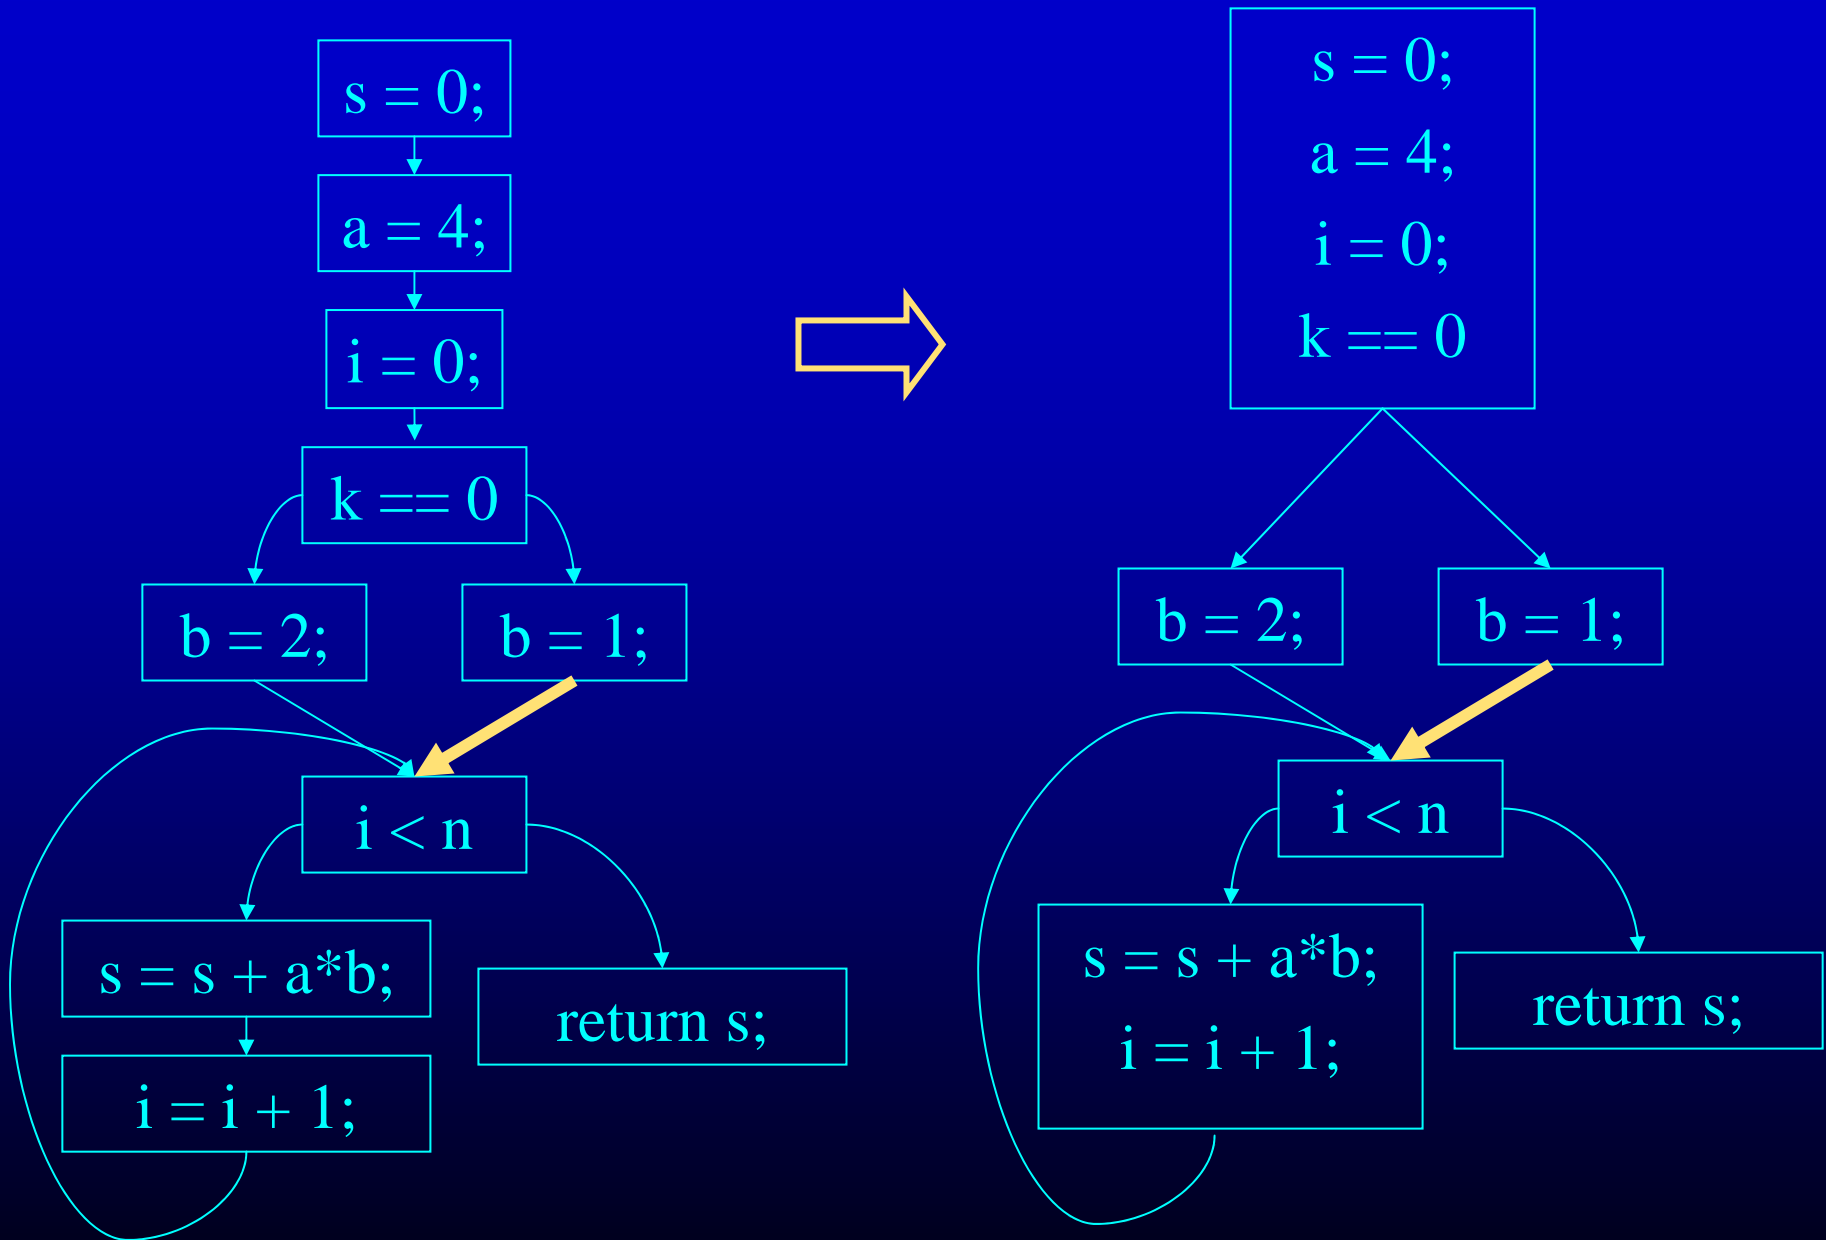 s = 0;
a = 4;
i = 0;
k == 0
b = 2;
b = 1;
i < n
s = s + a*b;
return s;
i = i + 1;
s = 0;
a = 4;
i = 0;
k == 0
b = 2;
b = 1;
i < n
s = s + a*b;
i = i + 1;
return s;